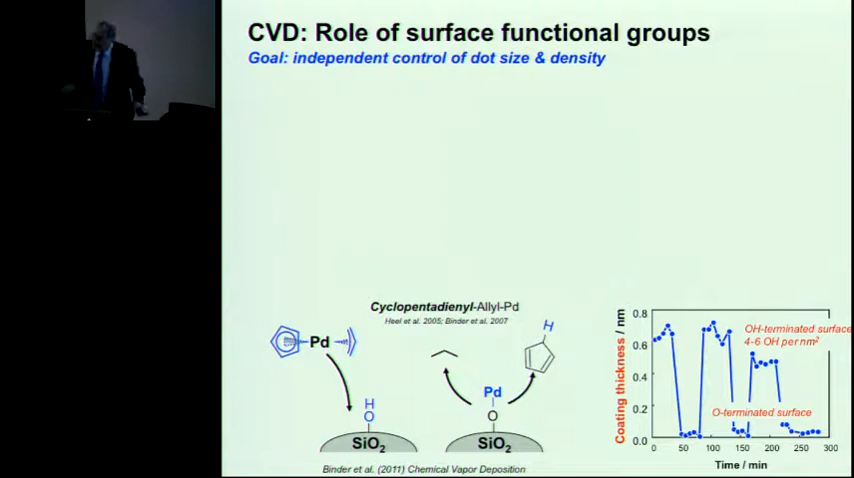 CVD: Role of surface functional groups
Goal: independent control of dot size & density
Cyclopentadienyl-Allyl-Pd
Heel et al. 2005; Binder et al. 2007
Pd
H
O
SiO2
H
Pd
O
SiO2
Binder et al. (2011) Chemical Vapor Deposition
Coating thickness / nm
0.8
0.6
0.4
0.2
0.0
OH-terminated surface
4-6 OH per nm²
O-terminated surface
0 50 100 150 200 250 300
Time / min